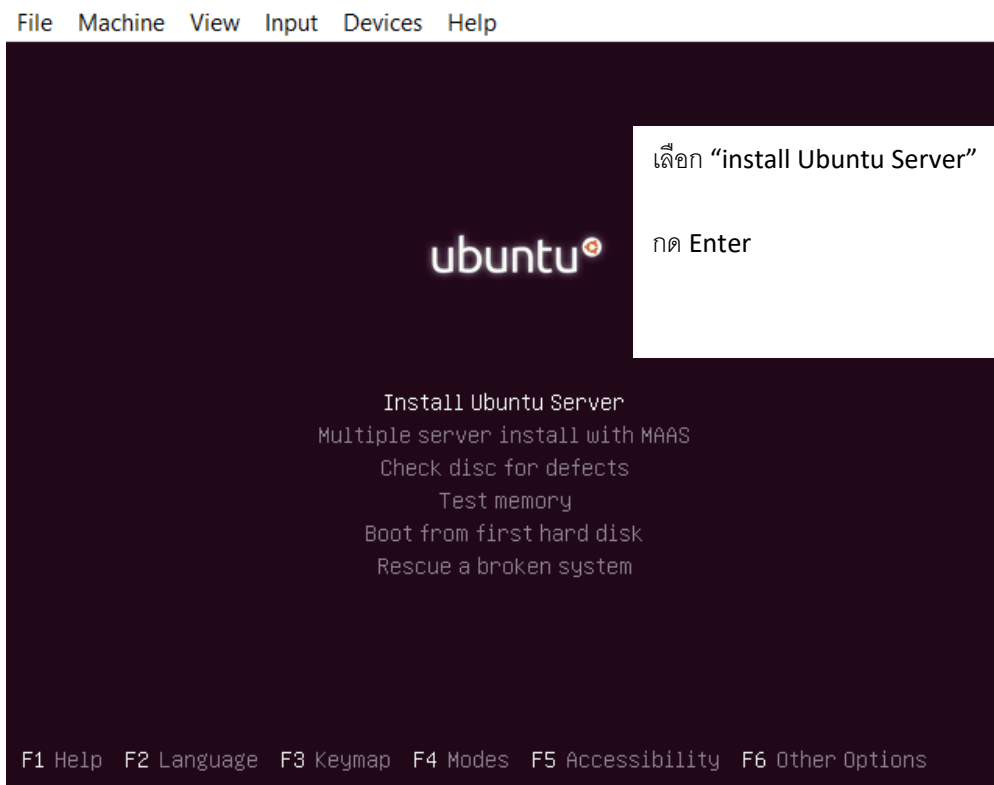 File Machine View Input Devices Help
เลือก “install Ubuntu Server”
กด Enter
ubuntu
Install Ubuntu Server
Multiple server install with MAAS
Check disc for defects
Test memory
Boot from first hard disk
Rescue a broken system
F1 Help F2 Language F3 Keymap F4 Modes F5 Accessibility F6 Other Options